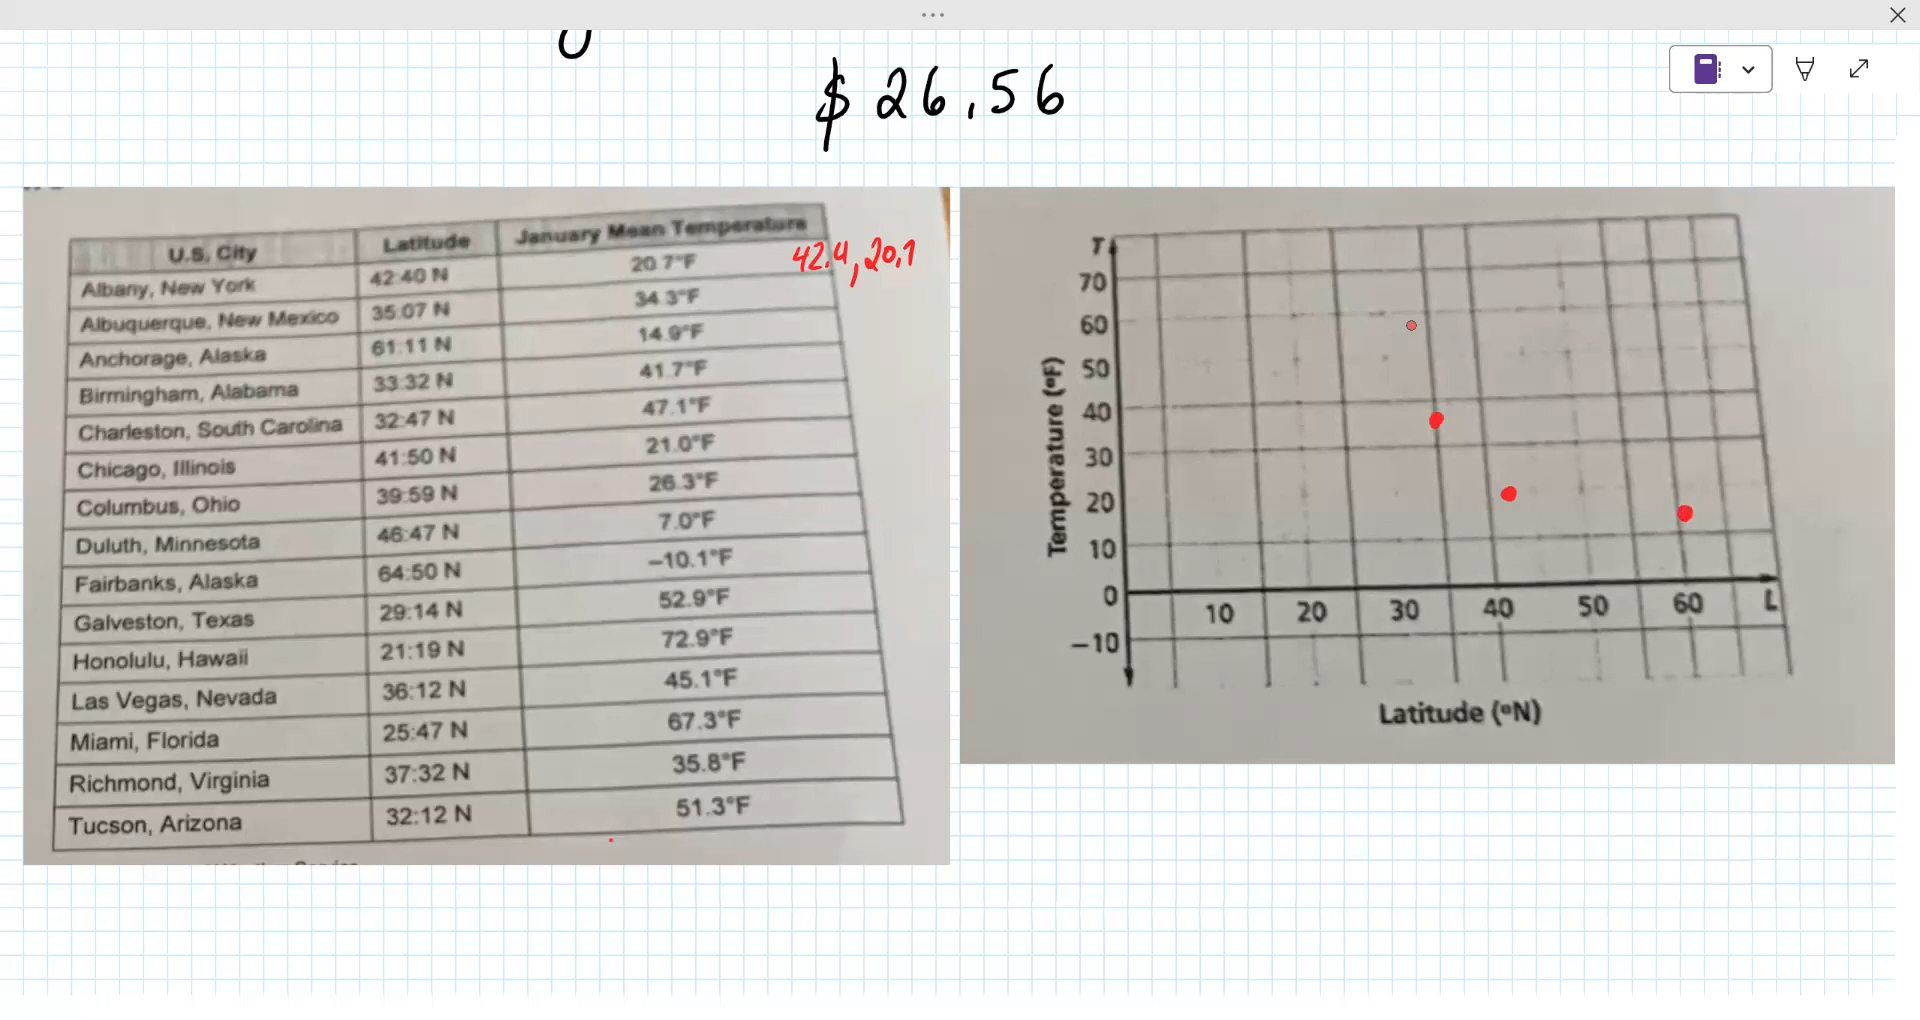 $ 26.56
U.S. City Latitude January Mean Temperature
Albany, New York 42:40 N 20.7°F
42.4, 20.7
Albuquerque, New Mexico 35:07 N 34.3°F
Anchorage, Alaska 61:11 N 14.9°F
Birmingham, Alabama 33:32 N 41.7°F
Charleston, South Carolina 32:47 N 47.1°F
Chicago, Illinois 41:50 N 21.0°F
Columbus, Ohio 39:59 N 26.3°F
Duluth, Minnesota 46:47 N 7.0°F
Fairbanks, Alaska 64:50 N –10.1°F
Galveston, Texas 29:14 N 52.9°F
Honolulu, Hawaii 21:19 N 72.9°F
Las Vegas, Nevada 36:12 N 45.1°F
Miami, Florida 25:47 N 67.3°F
Richmond, Virginia 37:32 N 35.8°F
Tucson, Arizona 32:12 N 51.3°F
T
70
60
50
40
30
20
10
0
–10
Temperature (ºF)
10 20 30 40 50 60 L
Latitude (ºN)